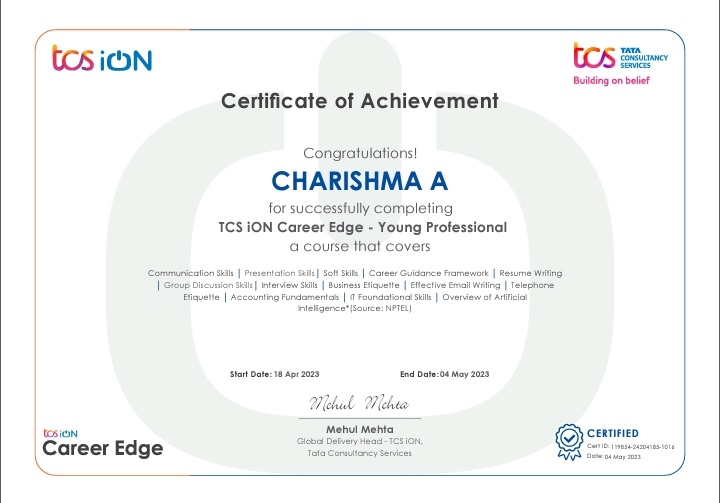 tcs iON
tcs TATA
CONSULTANCY
SERVICES
Building on belief
Certificate of Achievement
Congratulations!
CHARISHMA A
for successfully completing
TCS iON Career Edge - Young Professional
a course that covers
Communication Skills | Presentation Skills| Soft Skills | Career Guidance Framework | Resume Writing
| Group Discussion Skills| Interview Skills | Business Etiquette | Effective Email Writing | Telephone
Etiquette | Accounting Fundamentals | IT Foundational Skills | Overview of Artificial
Intelligence*(Source: NPTEL)
Start Date: 18 Apr 2023 End Date: 04 May 2023
Mehul Mehta
Mehul Mehta
Global Delivery Head - TCS iON,
Tata Consultancy Services
tcs iON
Career Edge
CERTIFIED
Cert ID: 119854-24204185-1016
Date: 04 May 2023